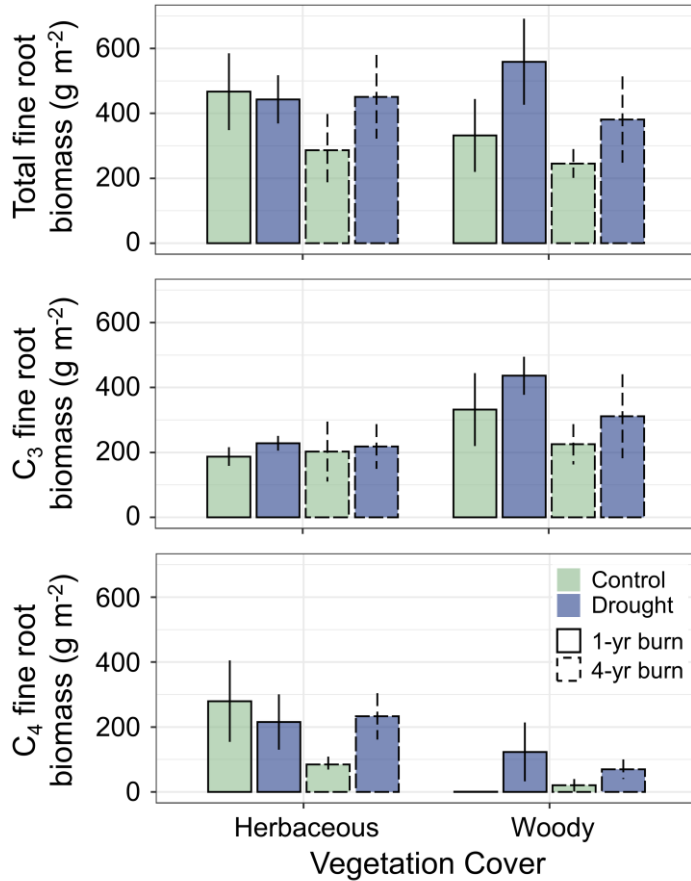 Total fine root
biomass (g m⁻²)
600
400
200
0
C₃ fine root
biomass (g m⁻²)
600
400
200
0
C₄ fine root
biomass (g m⁻²)
600
400
200
0
Control
Drought
1-yr burn
4-yr burn
Herbaceous
Woody
Vegetation Cover